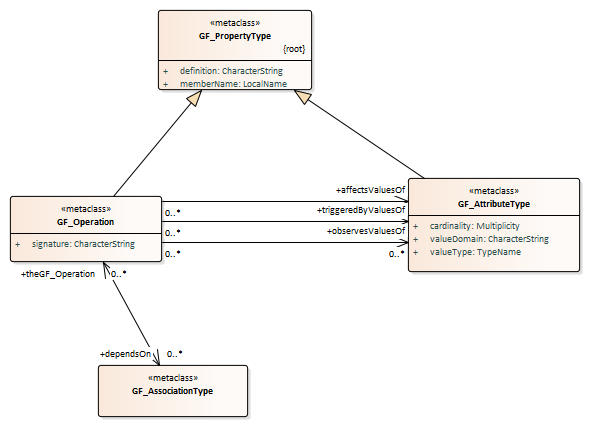 «metaclass»
GF_PropertyType
{root}
+ definition: CharacterString
+ memberName: LocalName
«metaclass»
GF_Operation
+ signature: CharacterString
+affectsValuesOf
0..*
+triggeredByValuesOf
0..*
+observesValuesOf
0..*
0..*
«metaclass»
GF_AttributeType
+ cardinality: Multiplicity
+ valueDomain: CharacterString
+ valueType: TypeName
+theGF_Operation
0..*
+dependsOn
0..*
«metaclass»
GF_AssociationType